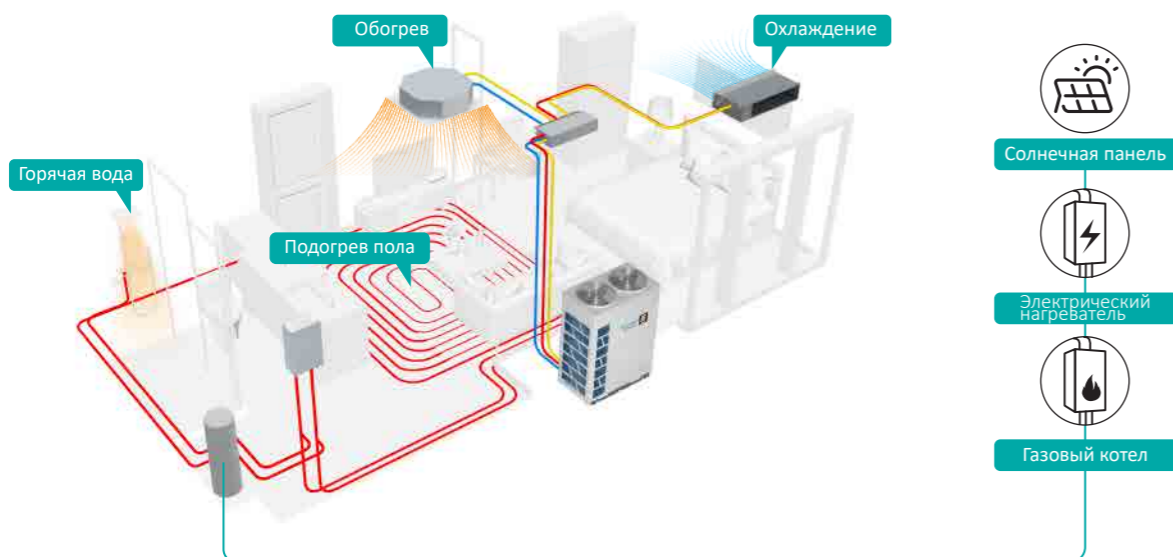 Обогрев
Охлаждение
Горячая вода
Подогрев пола
Солнечная панель
Электрический
нагреватель
Газовый котел